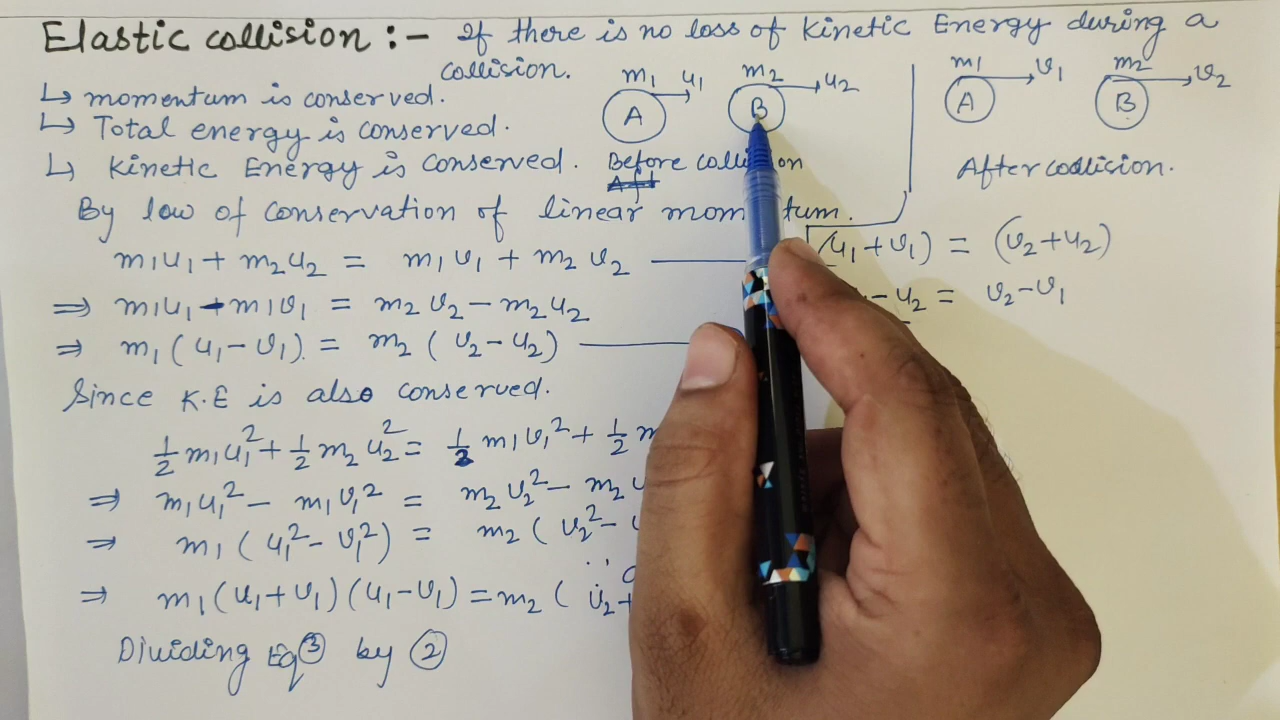 Elastic collision :- If there is no loss of kinetic Energy during a
collision.
↳ momentum is conserved.
↳ Total energy is conserved.
↳ Kinetic Energy is conserved.
m₁ u₁ m₂ u₂
A B
Before collision
m₁ v₁ m₂ v₂
A B
After coollision.
By law of conservation of linear momentum.
m₁u₁ + m₂u₂ = m₁v₁ + m₂v₂
⇒ m₁u₁ - m₁v₁ = m₂v₂ - m₂u₂
⇒ m₁(u₁-v₁) = m₂(v₂-u₂)
Since K.E is also conserved.
½ m₁u₁² + ½ m₂u₂² = ½ m₁v₁² + ½ m
⇒ m₁u₁² - m₁v₁² = m₂v₂² - m₂
⇒ m₁(u₁² - v₁²) = m₂(v₂² -
⇒ m₁(u₁+v₁)(u₁-v₁) = m₂(v₂+
Dividing Eq③ by ②
(u₁+v₁) = (v₂+u₂)
- u₂ = v₂-v₁